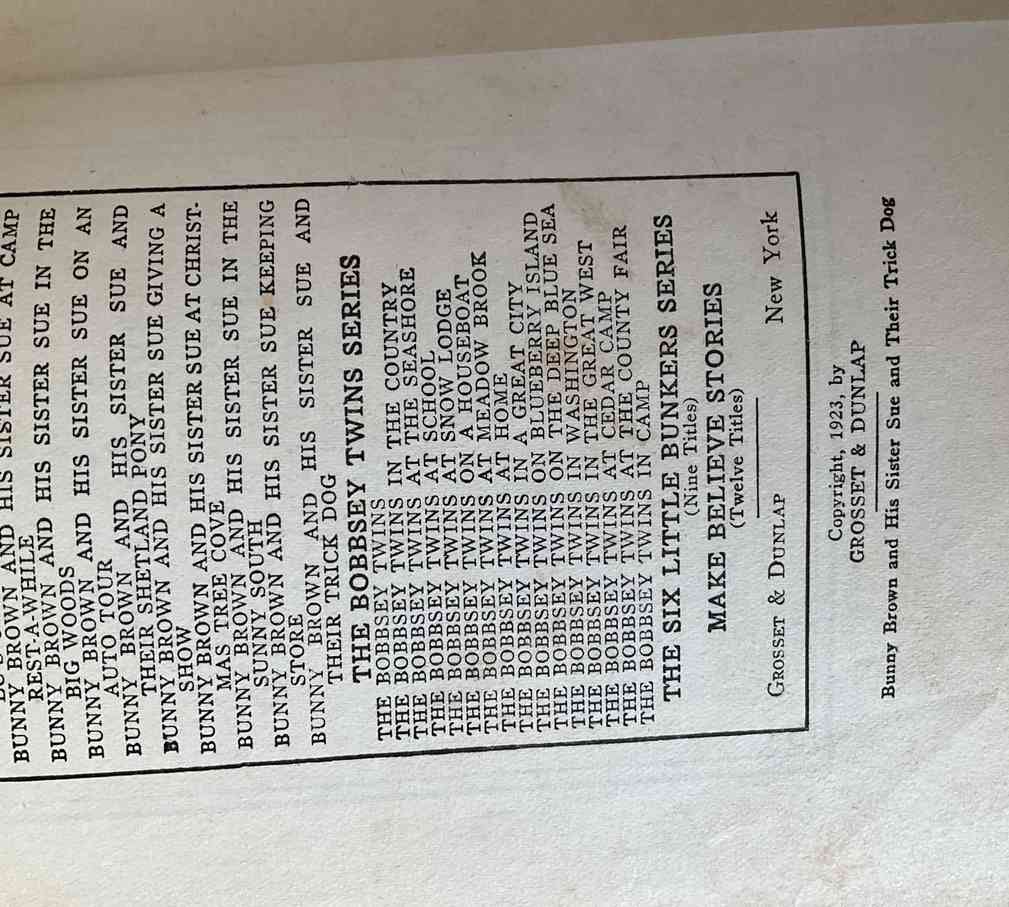 BUNNY BROWN AND HIS SISTER SUE AT CAMP
REST-A-WHILE
BUNNY BROWN AND HIS SISTER SUE IN THE
BIG WOODS
BUNNY BROWN AND HIS SISTER SUE ON AN
AUTO TOUR
BUNNY BROWN AND HIS SISTER SUE AND
THEIR SHETLAND PONY
BUNNY BROWN AND HIS SISTER SUE GIVING A
SHOW
BUNNY BROWN AND HIS SISTER SUE AT CHRIST-
MAS TREE COVE
BUNNY BROWN AND HIS SISTER SUE IN THE
SUNNY SOUTH
BUNNY BROWN AND HIS SISTER SUE KEEPING
STORE
BUNNY BROWN AND HIS SISTER SUE AND
THEIR TRICK DOG
THE BOBBSEY TWINS SERIES
THE BOBBSEY TWINS
THE BOBBSEY TWINS IN THE COUNTRY
THE BOBBSEY TWINS AT THE SEASHORE
THE BOBBSEY TWINS AT SCHOOL
THE BOBBSEY TWINS AT SNOW LODGE
THE BOBBSEY TWINS ON A HOUSEBOAT
THE BOBBSEY TWINS AT MEADOW BROOK
THE BOBBSEY TWINS AT HOME
THE BOBBSEY TWINS IN A GREAT CITY
THE BOBBSEY TWINS ON BLUEBERRY ISLAND
THE BOBBSEY TWINS ON THE DEEP BLUE SEA
THE BOBBSEY TWINS IN WASHINGTON
THE BOBBSEY TWINS IN THE GREAT WEST
THE BOBBSEY TWINS AT CEDAR CAMP
THE BOBBSEY TWINS AT THE COUNTY FAIR
THE BOBBSEY TWINS IN CAMP
THE SIX LITTLE BUNKERS SERIES
(Nine Titles)
MAKE BELIEVE STORIES
(Twelve Titles)
GROSSET & DUNLAP New York
Copyright, 1923, by
GROSSET & DUNLAP
Bunny Brown and His Sister Sue and Their Trick Dog